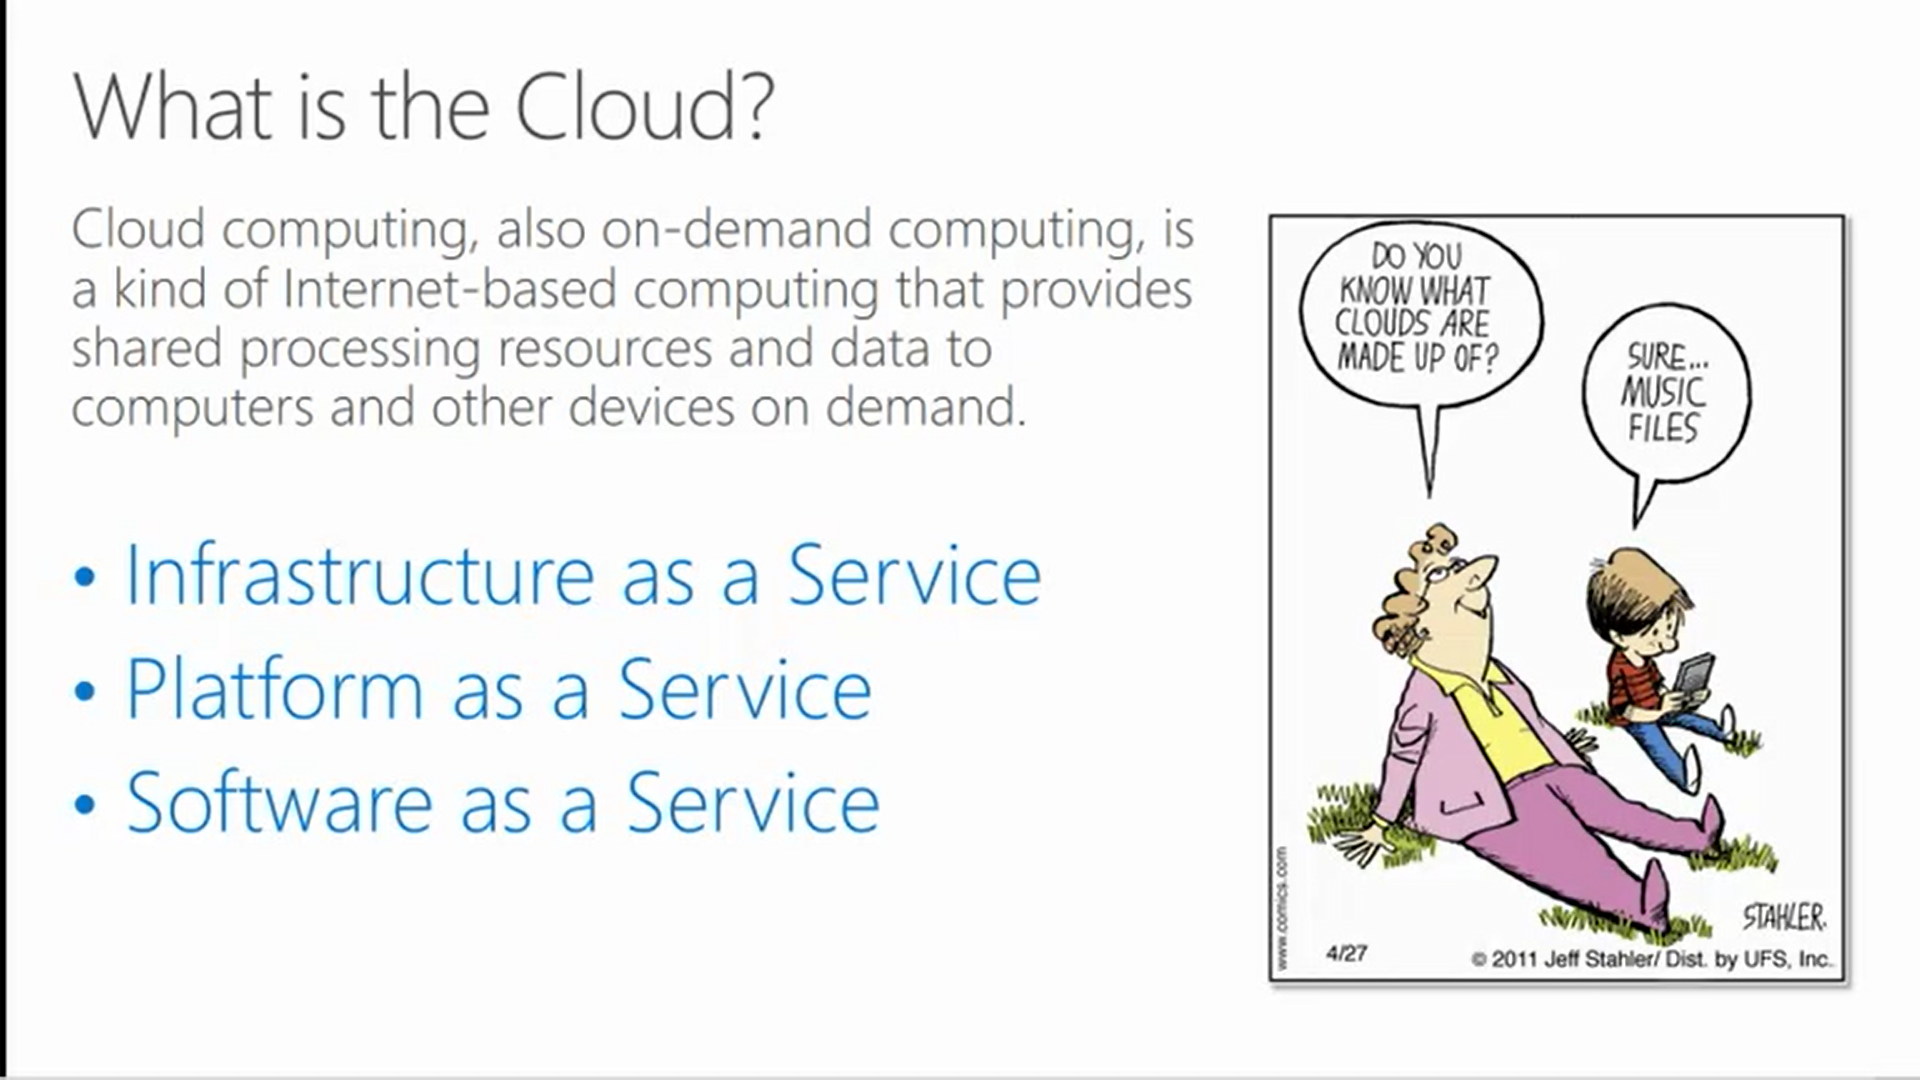 What is the Cloud?
Cloud computing, also on-demand computing, is
a kind of Internet-based computing that provides
shared processing resources and data to
computers and other devices on demand.
• Infrastructure as a Service
• Platform as a Service
• Software as a Service
DO YOU
KNOW WHAT
CLOUDS ARE
MADE UP OF?
SURE...
MUSIC
FILES
www.comics.com
STAHLER.
4/27
© 2011 Jeff Stahler/ Dist. by UFS, Inc.